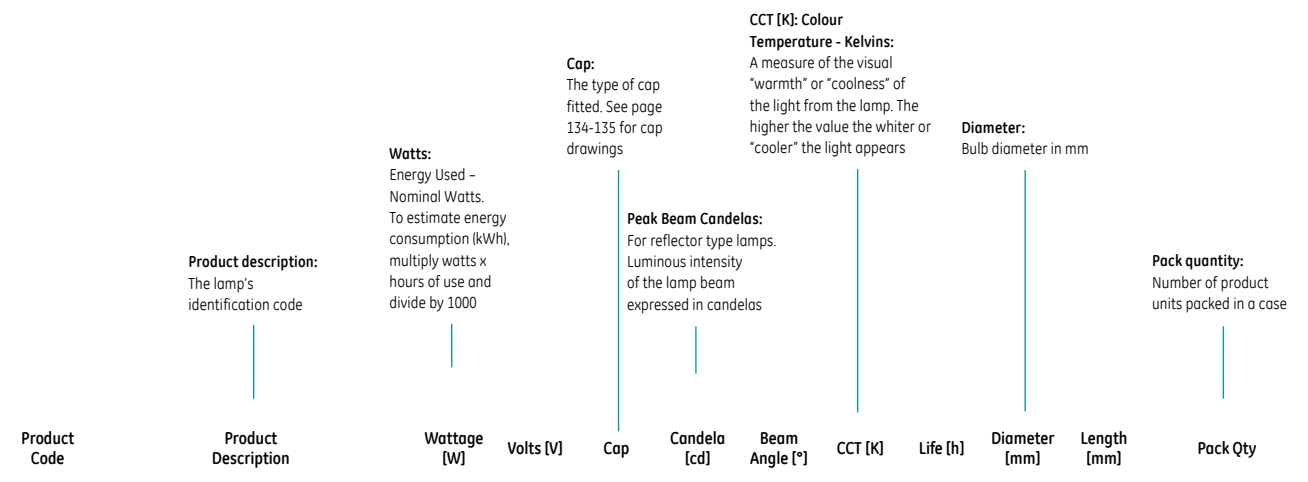 CCT [K]: Colour
Temperature - Kelvins:
A measure of the visual
“warmth” or “coolness” of
the light from the lamp. The
higher the value the whiter or
“cooler” the light appears
Cap:
The type of cap
fitted. See page
134-135 for cap
drawings
Diameter:
Bulb diameter in mm
Watts:
Energy Used –
Nominal Watts.
To estimate energy
consumption (kWh),
multiply watts x
hours of use and
divide by 1000
Peak Beam Candelas:
For reflector type lamps.
Luminous intensity
of the lamp beam
expressed in candelas
Product description:
The lamp’s
identification code
Pack quantity:
Number of product
units packed in a case
Product
Code
Product
Description
Wattage
[W]
Volts [V]
Cap
Candela
[cd]
Beam
Angle [°]
CCT [K]
Life [h]
Diameter
[mm]
Length
[mm]
Pack Qty